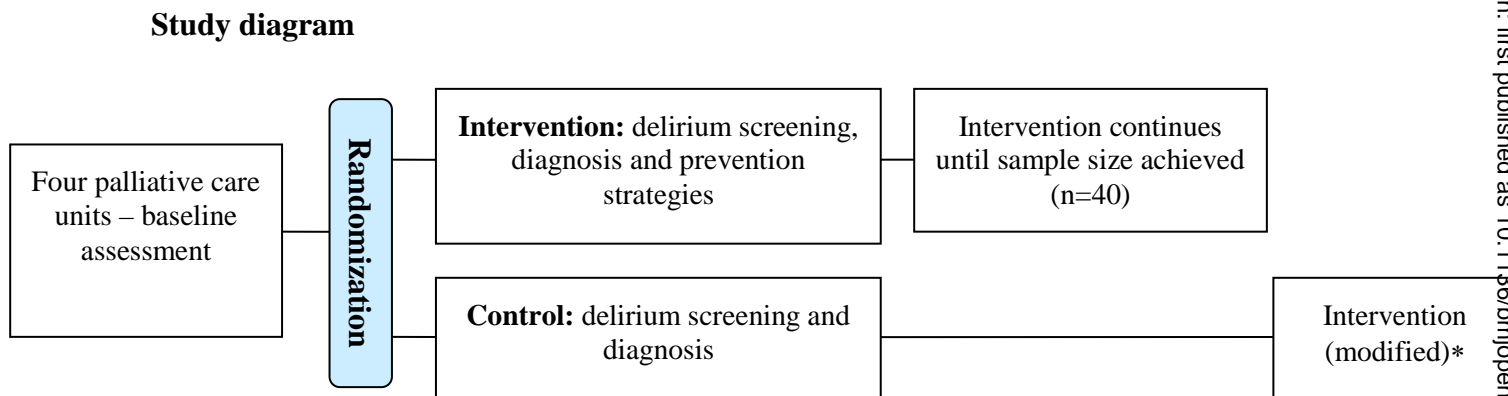 Study diagram
Four palliative care
units – baseline
assessment
Randomization
Intervention: delirium screening,
diagnosis and prevention
strategies
Intervention continues
until sample size achieved
(n=40)
Control: delirium screening and
diagnosis
Intervention
(modified)*
first published as 10.1136/bmjopen